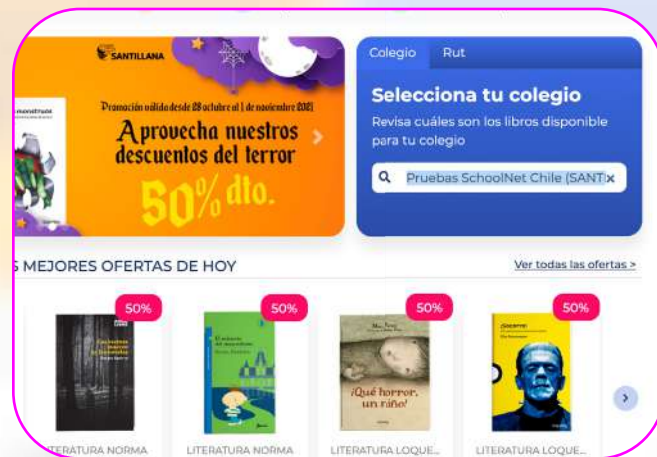 SANTILLANA
Promoción válida desde 28 octubre al 1 de noviembre 2021
Aprovecha nuestros
descuentos del terror
50% dto.
Colegio Rut
Selecciona tu colegio
Revisa cuáles son los libros disponible
para tu colegio
Pruebas SchoolNet Chile (SANT x
S MEJORES OFERTAS DE HOY
Ver todas las ofertas >
50%
50%
50%
50%
¡Qué horror,
un niño!
¡Socorro!
LITERATURA NORMA
LITERATURA NORMA
LITERATURA LOQUE...
LITERATURA LOQUE...